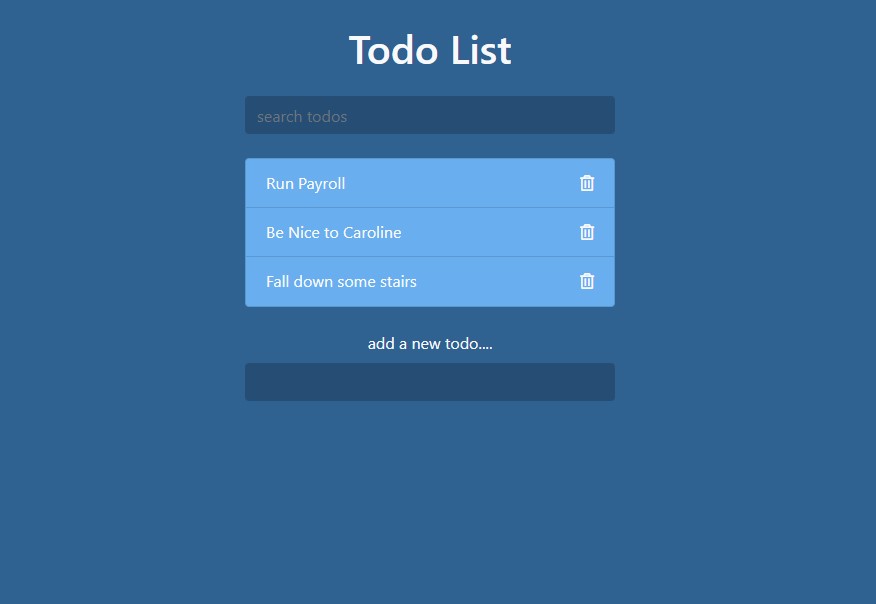 Todo List
search todos
Run Payroll
Be Nice to Caroline
Fall down some stairs
add a new todo....